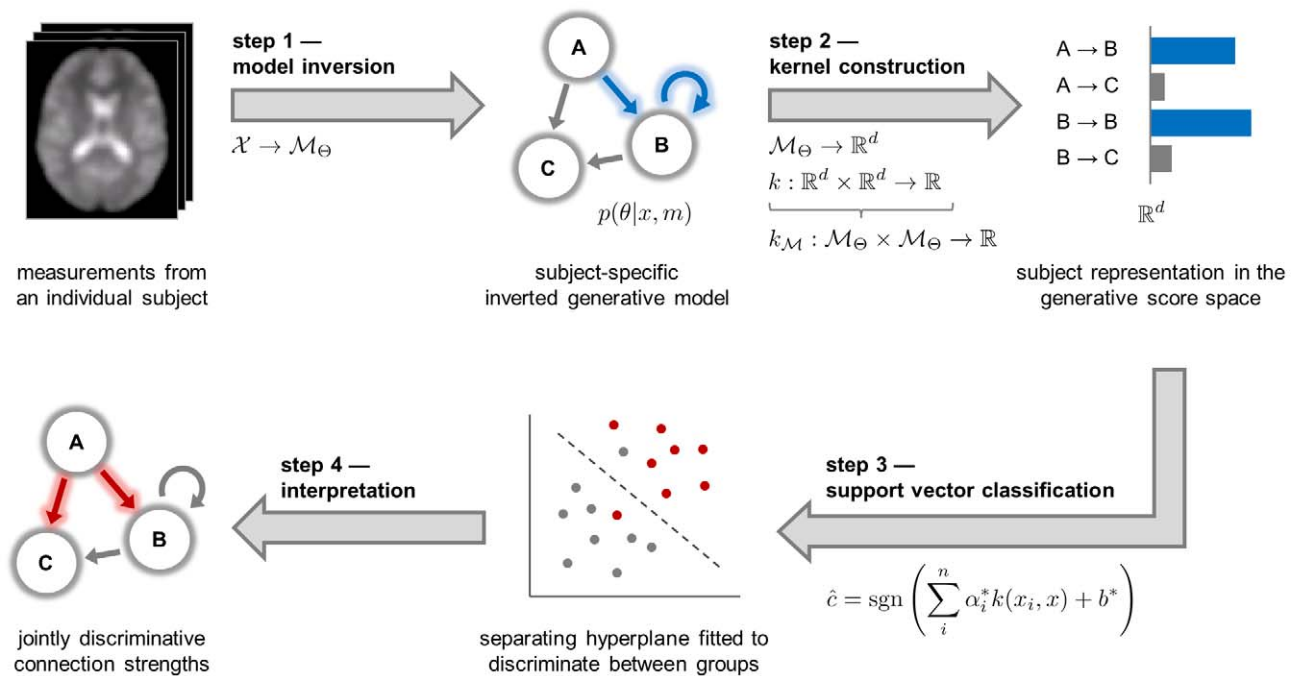 step 1 —
model inversion
𝒳 → ℳ_Θ
measurements from
an individual subject
A
B
C
p(θ|x, m)
subject-specific
inverted generative model
step 2 —
kernel construction
ℳ_Θ → ℝ^d
k : ℝ^d × ℝ^d → ℝ
k_ℳ : ℳ_Θ × ℳ_Θ → ℝ
A → B
A → C
B → B
B → C
ℝ^d
subject representation in the
generative score space
step 3 —
support vector classification
ĉ = sgn ( ∑_i^n α_i^* k(x_i, x) + b^* )
separating hyperplane fitted to
discriminate between groups
step 4 —
interpretation
A
B
C
jointly discriminative
connection strengths